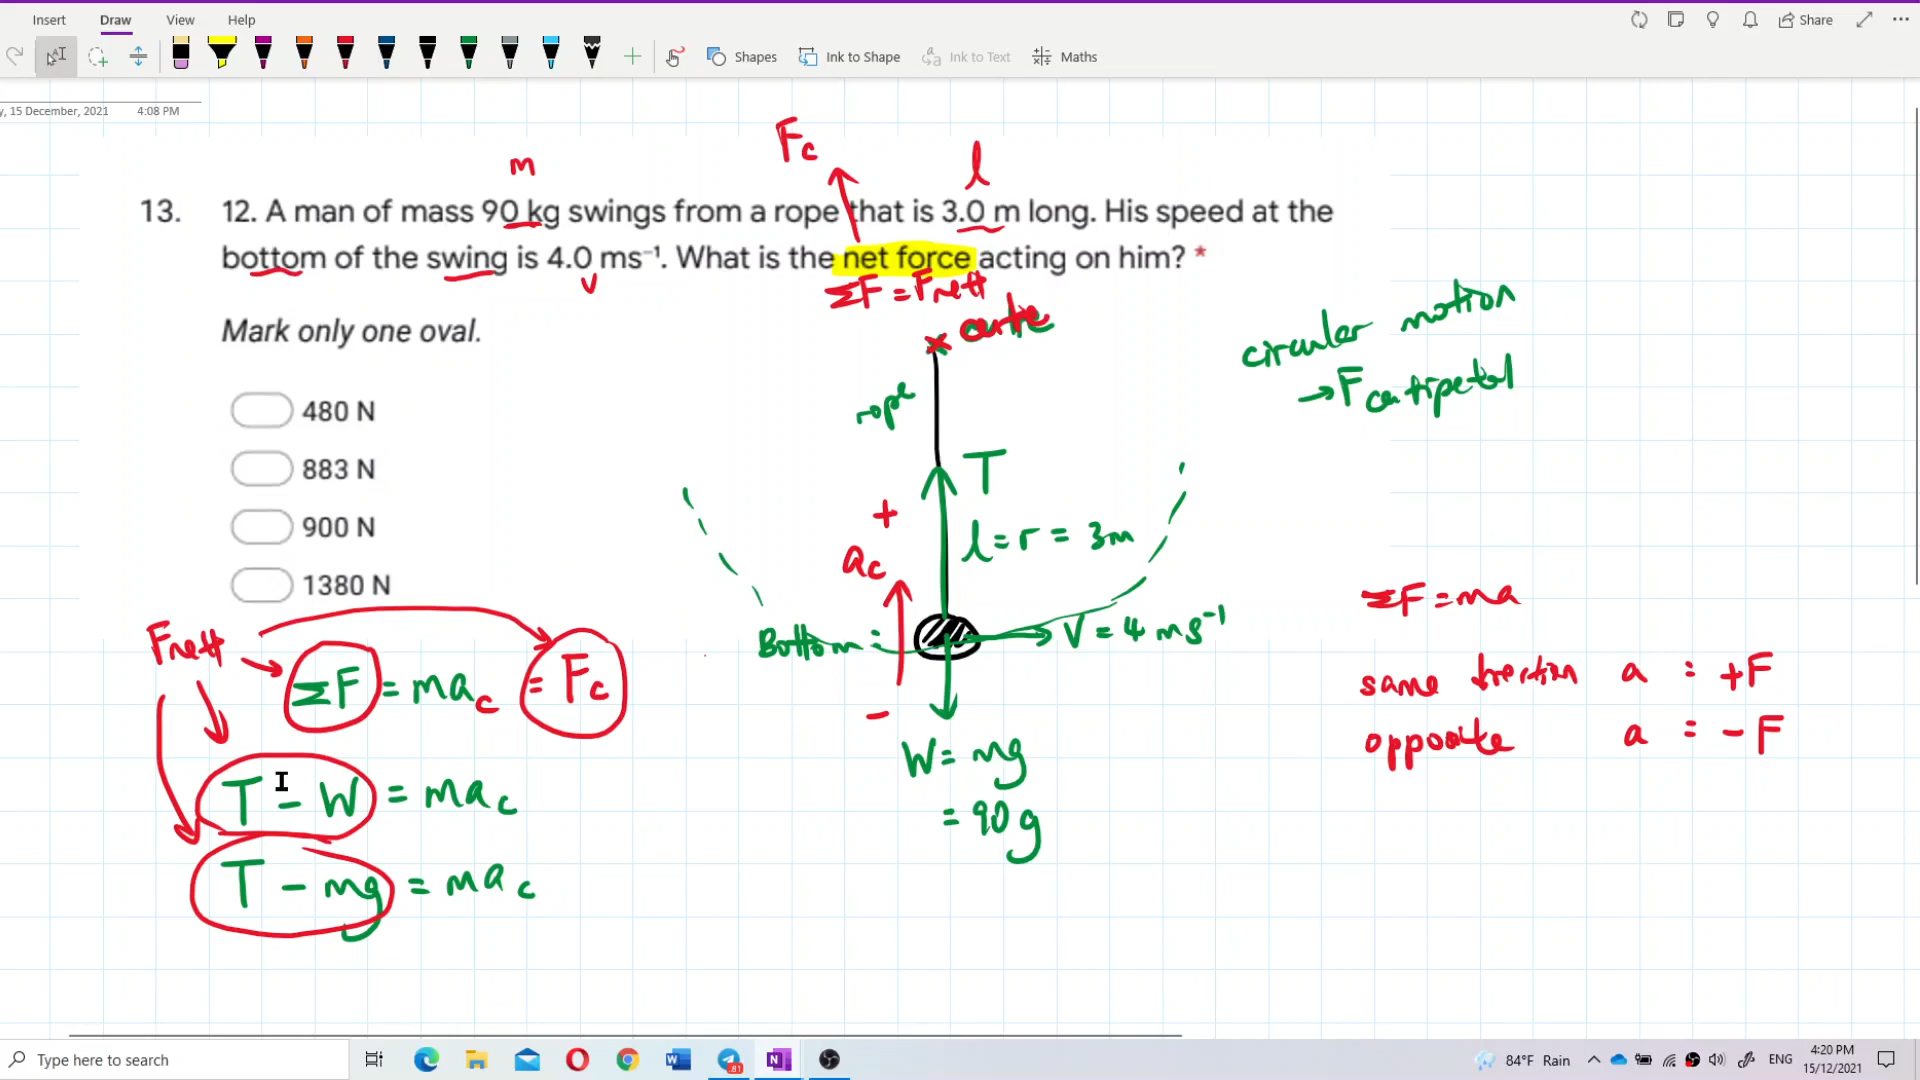 Insert Draw View Help
Share
Shapes Ink to Shape Ink to Text Maths
y, 15 December, 2021 4:08 PM
m
Fc
l
13. 12. A man of mass 90 kg swings from a rope that is 3.0 m long. His speed at the
bottom of the swing is 4.0 ms⁻¹. What is the net force acting on him? *
v
ΣF = Fnett
Mark only one oval.
centre
circular motion
→ F centripetal
480 N
rope
883 N
T
+
900 N
l = r = 3m
ac
1380 N
ΣF = ma
Bottom :
V = 4 ms⁻¹
Fnett
ΣF = mac = Fc
same direction a : +F
-
opposite a : - F
W = mg
= 90g
T - W = mac
T - mg = mac
Type here to search
81
84°F Rain
ENG
4:20 PM
15/12/2021